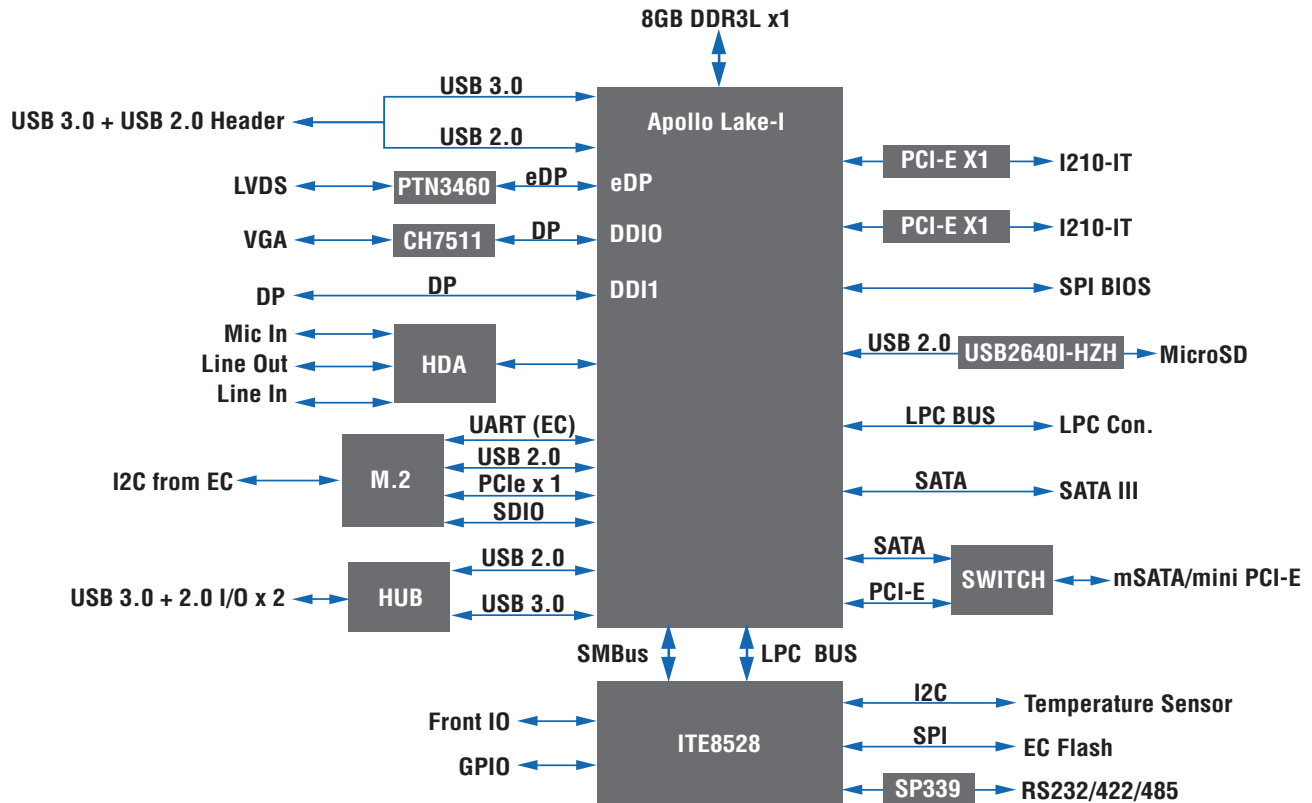 8GB DDR3L x1
USB 3.0
USB 3.0 + USB 2.0 Header
USB 2.0
Apollo Lake-I
PCI-E X1
I210-IT
LVDS
PTN3460
eDP
eDP
PCI-E X1
I210-IT
VGA
CH7511
DP
DDIO
DP
DP
DDI1
SPI BIOS
Mic In
Line Out
Line In
HDA
USB 2.0
USB2640I-HZH
MicroSD
UART (EC)
USB 2.0
PCIe x 1
SDIO
I2C from EC
M.2
LPC BUS
LPC Con.
SATA
SATA III
USB 2.0
USB 3.0 + 2.0 I/O x 2
HUB
USB 3.0
SATA
PCI-E
SWITCH
mSATA/mini PCI-E
SMBus
LPC BUS
Front IO
GPIO
ITE8528
I2C
Temperature Sensor
SPI
EC Flash
SP339
RS232/422/485